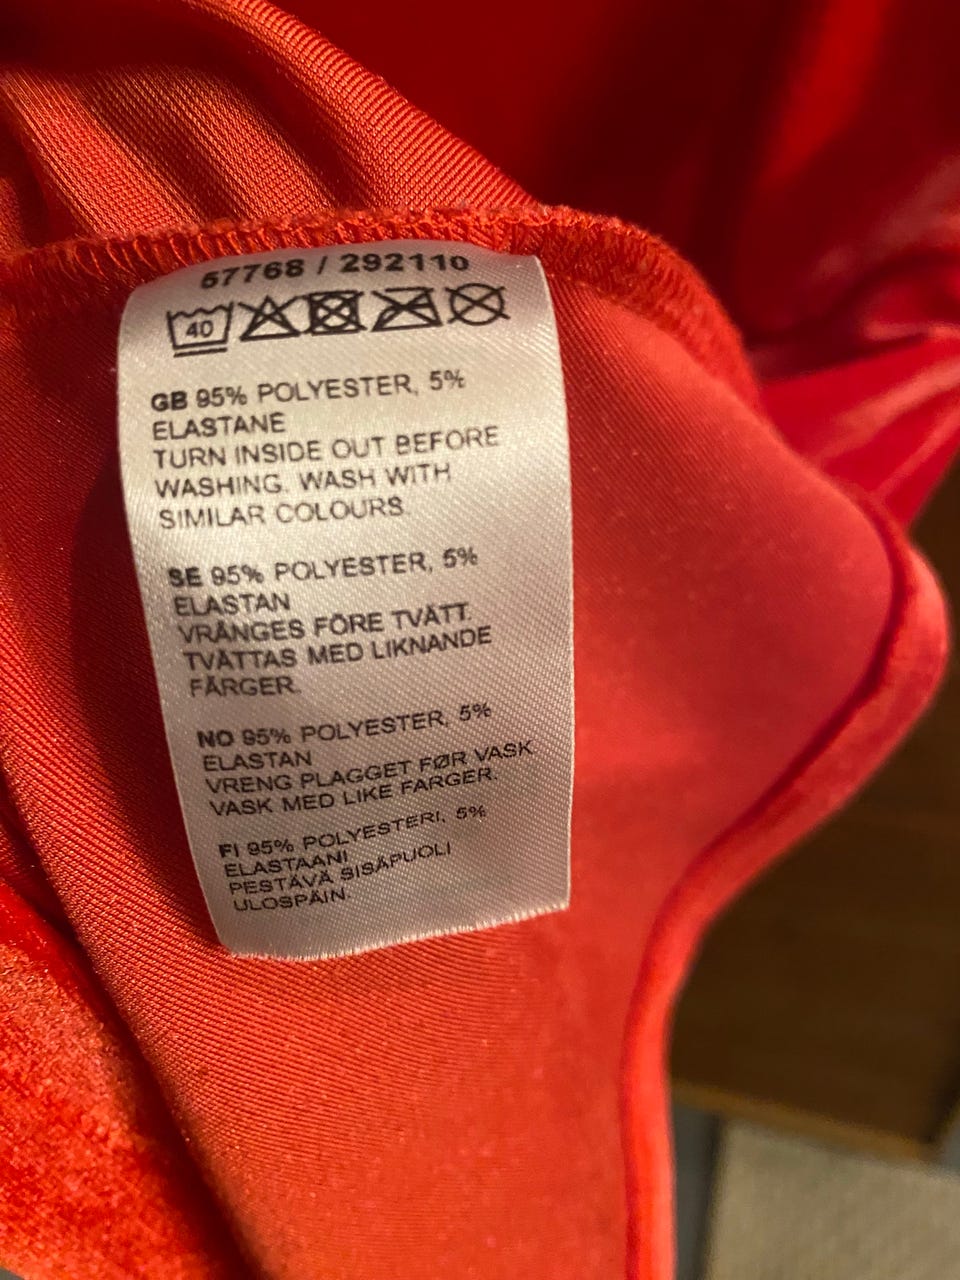 57768 / 292110
40
GB 95% POLYESTER, 5%
ELASTANE
TURN INSIDE OUT BEFORE
WASHING. WASH WITH
SIMILAR COLOURS.
SE 95% POLYESTER, 5%
ELASTAN
VRÄNGES FÖRE TVÄTT.
TVÄTTAS MED LIKNANDE
FÄRGER.
NO 95% POLYESTER, 5%
ELASTAN
VRENG PLAGGET FØR VASK.
VASK MED LIKE FARGER.
FI 95% POLYESTERI, 5%
ELASTAANI
PESTÄVÄ SISÄPUOLI
ULOSPÄIN.